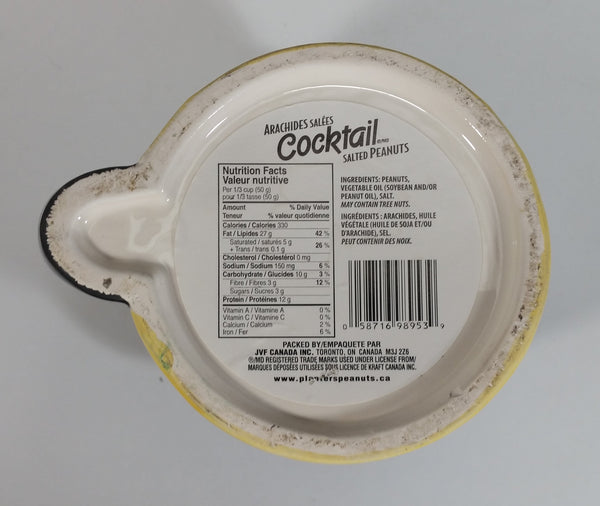 ARACHIDES SALÉES
Cocktail
SALTED PEANUTS
Nutrition Facts
Valeur nutritive
Per 1/3 cup (50 g)
pour 1/3 tasse (50 g)
Amount % Daily Value
Teneur % valeur quotidienne
Calories / Calories 330
Fat / Lipides 27 g 42 %
Saturated / saturés 5 g
+ Trans / trans 0.1 g 26 %
Cholesterol / Cholestérol 0 mg
Sodium / Sodium 150 mg 6 %
Carbohydrate / Glucides 10 g 3 %
Fibre / Fibres 3 g 12 %
Sugars / Sucres 3 g
Protein / Protéines 12 g
Vitamin A / Vitamine A 0 %
Vitamin C / Vitamine C 0 %
Calcium / Calcium 2 %
Iron / Fer 6 %
INGREDIENTS: PEANUTS,
VEGETABLE OIL (SOYBEAN AND/OR
PEANUT OIL), SALT.
MAY CONTAIN TREE NUTS.
INGRÉDIENTS: ARACHIDES, HUILE
VÉGÉTALE (HUILE DE SOJA ET/OU
D'ARACHIDE), SEL.
PEUT CONTENIR DES NOIX.
0 58716 98953 9
PACKED BY/EMPAQUETE PAR
JVF CANADA INC. TORONTO, ON CANADA M3J 2Z6
®/MD REGISTERED TRADE MARKS USED UNDER LICENSE FROM/
MARQUES DÉPOSÉES UTILISÉES SOUS LICENCE DE KRAFT CANADA INC.
www.plantterspeanuts.ca